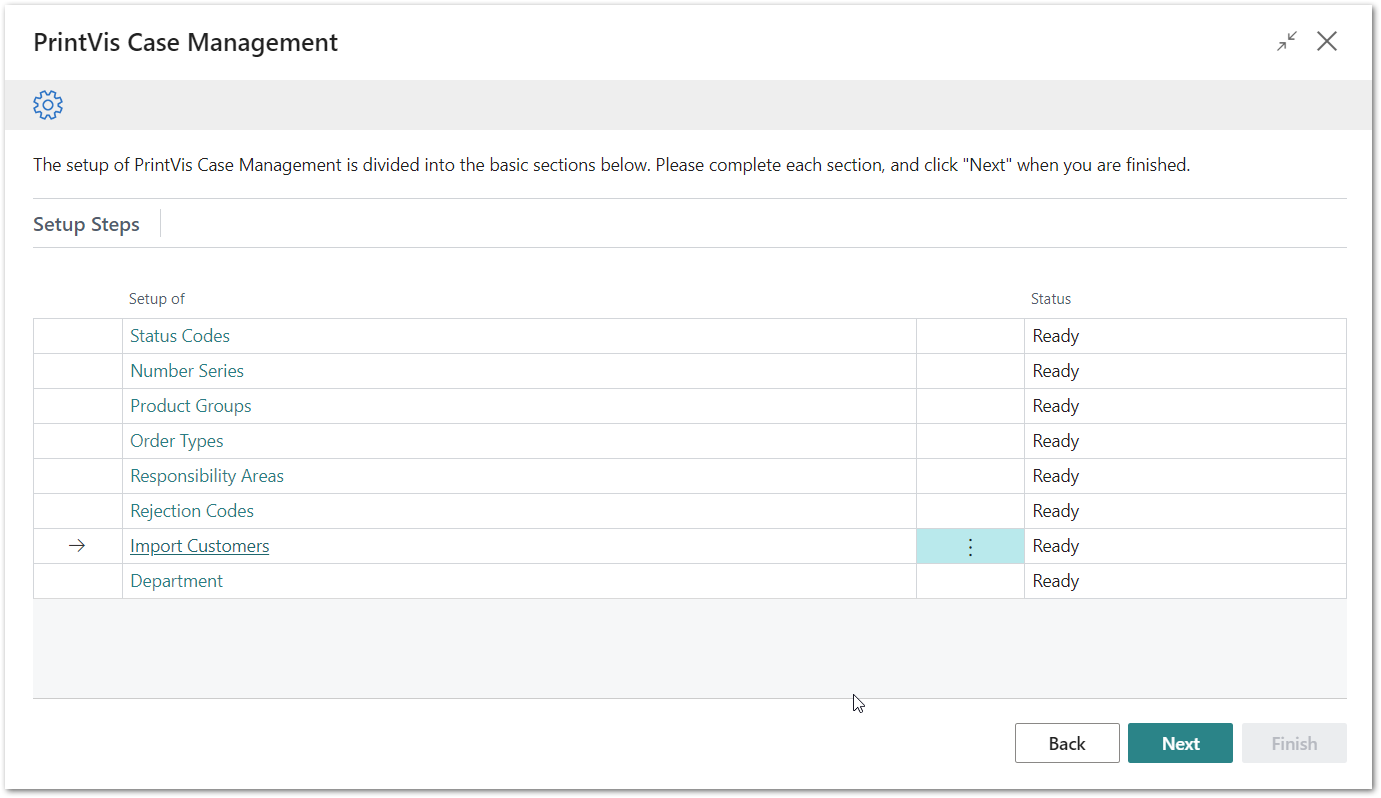 PrintVis Case Management
The setup of PrintVis Case Management is divided into the basic sections below. Please complete each section, and click "Next" when you are finished.
Setup Steps
Setup of Status
Status Codes Ready
Number Series Ready
Product Groups Ready
Order Types Ready
Responsibility Areas Ready
Rejection Codes Ready
Import Customers Ready
Department Ready
Back Next Finish